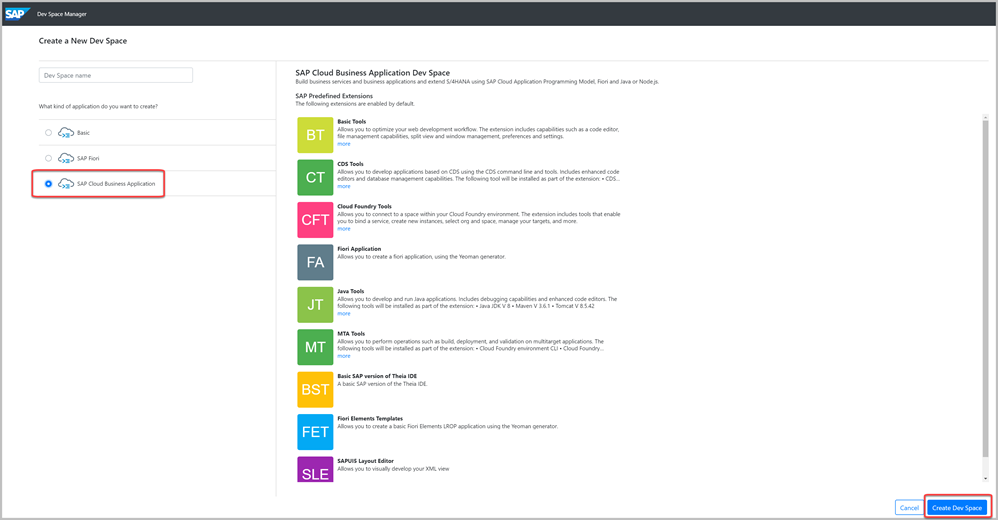 SAP Dev Space Manager
Create a New Dev Space
Dev Space name
What kind of application do you want to create?
Basic
SAP Fiori
SAP Cloud Business Application
SAP Cloud Business Application Dev Space
Build business services and business applications and extend S/4HANA using SAP Cloud Application Programming Model, Fiori and Java or Node.js.
SAP Predefined Extensions
The following extensions are enabled by default.
BT
Basic Tools
Allows you to optimize your web development workflow. The extension includes capabilities such as a code editor,
file management capabilities, split view and window management, preferences and settings.
more
CT
CDS Tools
Allows you to develop applications based on CDS using the CDS command line and tools. Includes enhanced code
editors and database management capabilities. The following tool will be installed as part of the extension: • CDS...
more
CFT
Cloud Foundry Tools
Allows you to connect to a space within your Cloud Foundry environment. The extension includes tools that enable
you to bind a service, create new instances, select org and space, manage your targets, and more.
more
FA
Fiori Application
Allows you to create a fiori application, using the Yeoman generator.
JT
Java Tools
Allows you to develop and run Java applications. Includes debugging capabilities and enhanced code editors. The
following tools will be installed as part of the extension: • Java JDK V 8 • Maven V 3.6.1 • Tomcat V 8.5.42
more
MT
MTA Tools
Allows you to perform operations such as build, deployment, and validation on multitarget applications. The
following tools will be installed as part of the extension: • Cloud Foundry environment CLI • Cloud Foundry...
more
BST
Basic SAP version of Theia IDE
A basic SAP version of the Theia IDE.
FET
Fiori Elements Templates
Allows you to create a basic Fiori Elements LROP application using the Yeoman generator.
SLE
SAPUI5 Layout Editor
Allows you to visually develop your XML view
Cancel
Create Dev Space